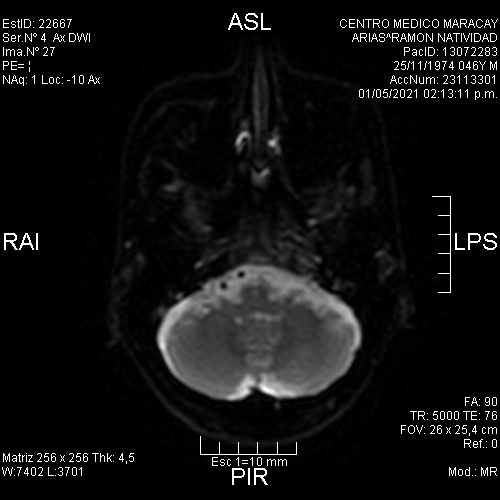 EstID: 22667
Ser.Nº 4 Ax DWI
Ima.Nº 27
PE= ¦
NAq: 1 Loc: -10 Ax
ASL
CENTRO MEDICO MARACAY
ARIAS^RAMON NATIVIDAD
PacID: 13072283
25/11/1974 046Y M
AccNum: 23113301
01/05/2021 02:13:11 p.m.
RAI
LPS
Matriz 256 x 256 Thk: 4,5
W:7402 L:3701
Esc 1=10 mm
PIR
FA: 90
TR: 5000 TE: 76
FOV: 26 x 25,4 cm
Ref.: 0
Mod.: MR